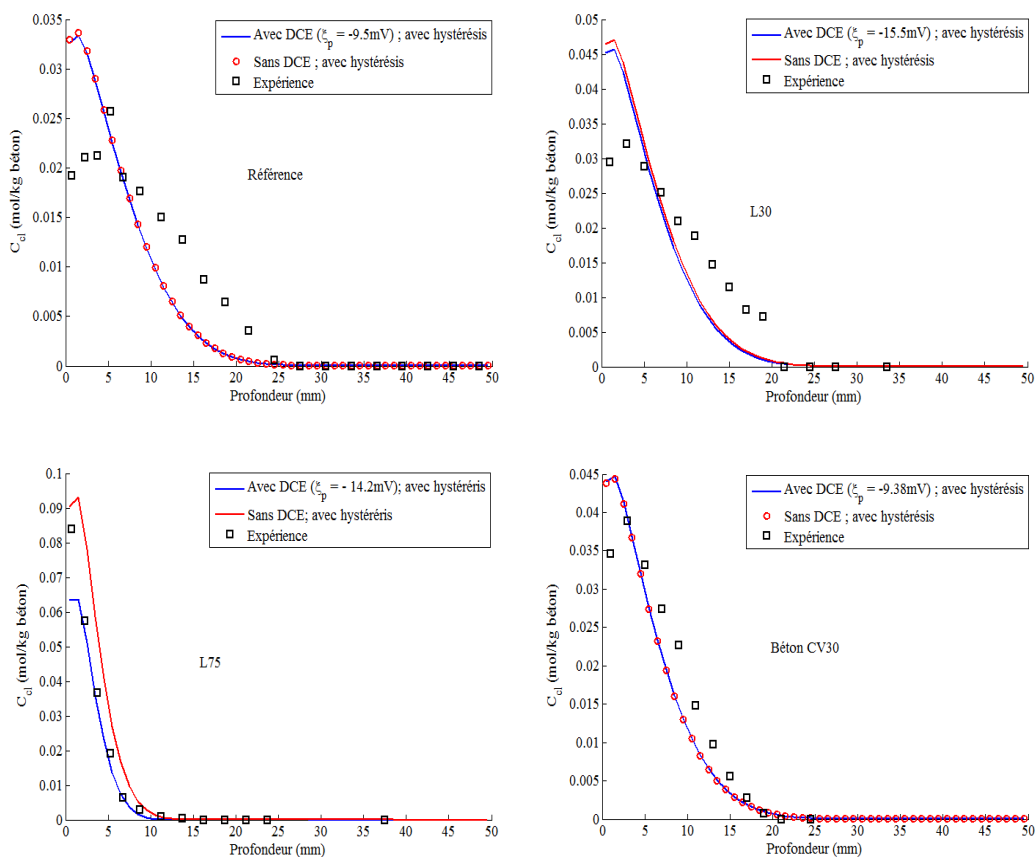 Avec DCE (ξp = -9.5mV) ; avec hystérésis
Sans DCE ; avec hystérésis
Expérience
Référence
C_cl (mol/kg béton)
0.035
0.03
0.025
0.02
0.015
0.01
0.005
0
0 5 10 15 20 25 30 35 40 45 50
Profondeur (mm)
Avec DCE (ξp = -15.5mV) ; avec hystérésis
Sans DCE ; avec hystérésis
Expérience
L30
C_cl (mol/kg béton)
0.05
0.045
0.04
0.035
0.03
0.025
0.02
0.015
0.01
0.005
0
0 5 10 15 20 25 30 35 40 45 50
Profondeur (mm)
Avec DCE (ξp = - 14.2mV); avec hystéréris
Sans DCE; avec hystéréris
Expérience
L75
C_cl (mol/kg béton)
0.1
0.09
0.08
0.07
0.06
0.05
0.04
0.03
0.02
0.01
0
0 5 10 15 20 25 30 35 40 45 50
Profondeur (mm)
Avec DCE (ξp = -9.38mV) ; avec hystérésis
Sans DCE ; avec hystérésis
Expérience
Béton CV30
C_cl (mol/kg béton)
0.045
0.04
0.035
0.03
0.025
0.02
0.015
0.01
0.005
0
0 5 10 15 20 25 30 35 40 45 50
Profondeur (mm)